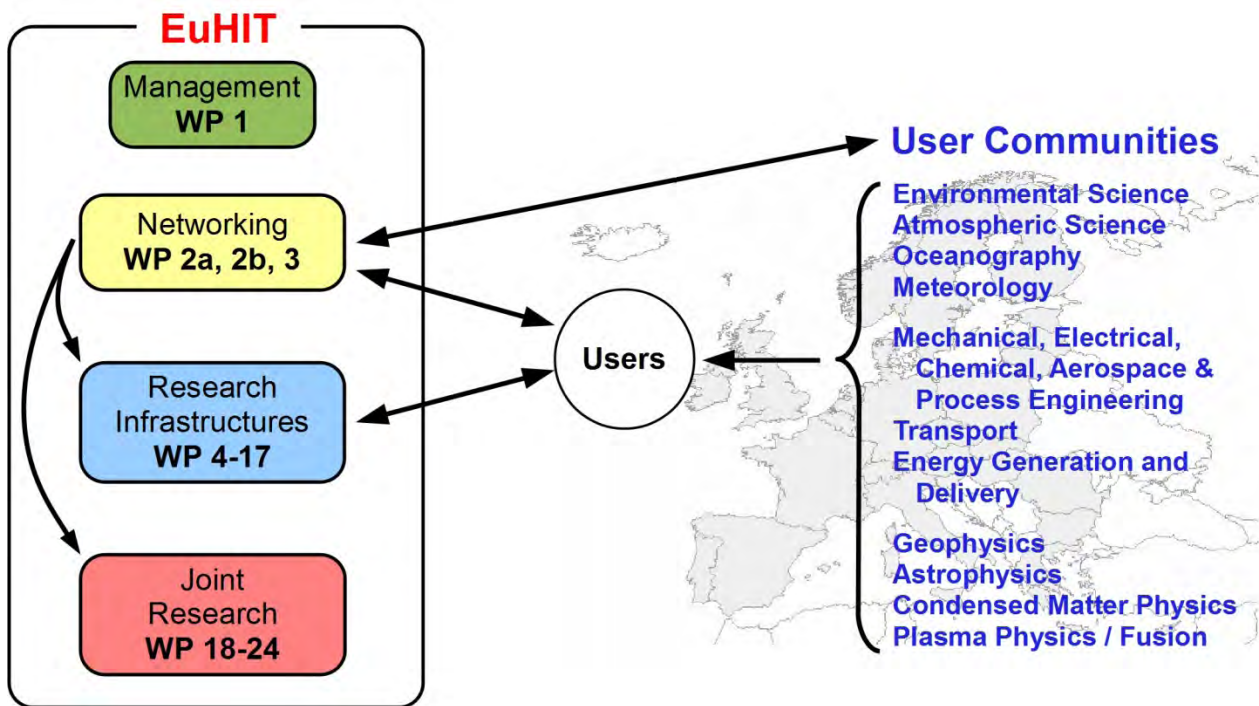 EuHIT
Management
WP 1
Networking
WP 2a, 2b, 3
Research
Infrastructures
WP 4-17
Joint
Research
WP 18-24
Users
User Communities
Environmental Science
Atmospheric Science
Oceanography
Meteorology
Mechanical, Electrical,
Chemical, Aerospace &
Process Engineering
Transport
Energy Generation and
Delivery
Geophysics
Astrophysics
Condensed Matter Physics
Plasma Physics / Fusion